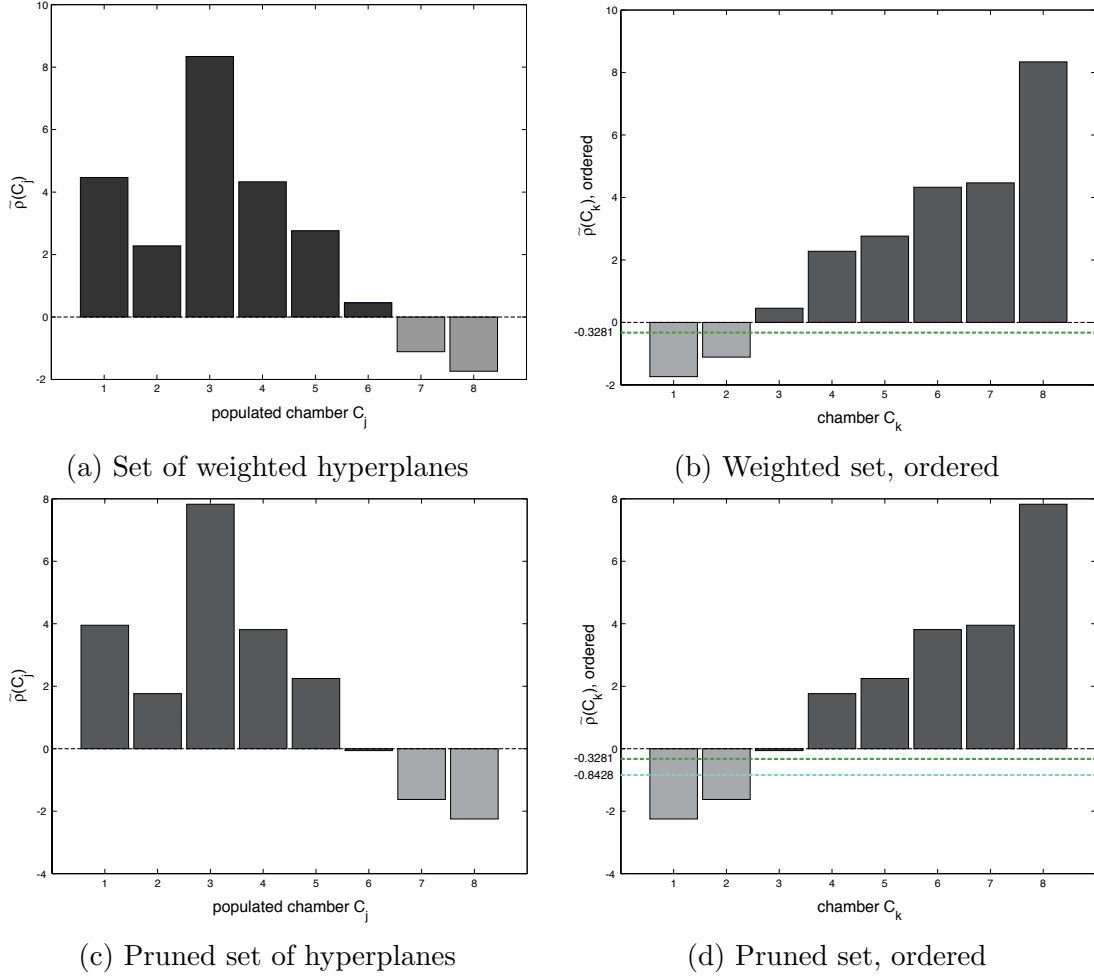 10
8
6
4
2
0
-2
ρ̃(C_j)
1 2 3 4 5 6 7 8
populated chamber C_j
(a) Set of weighted hyperplanes
10
8
6
4
2
0
-0.3281
-2
ρ̃(C_k), ordered
1 2 3 4 5 6 7 8
chamber C_k
(b) Weighted set, ordered
8
6
4
2
0
-2
-4
ρ̃(C_j)
1 2 3 4 5 6 7 8
populated chamber C_j
(c) Pruned set of hyperplanes
8
6
4
2
0
-0.3281
-0.8428
-2
-4
ρ̃(C_k), ordered
1 2 3 4 5 6 7 8
chamber C_k
(d) Pruned set, ordered